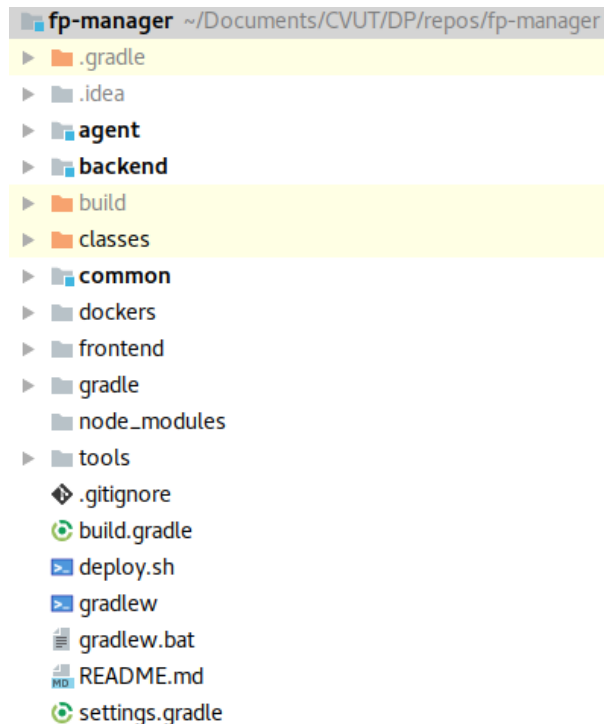 fp-manager ~/Documents/CVUT/DP/repos/fp-manager
.gradle
.idea
agent
backend
build
classes
common
dockers
frontend
gradle
node_modules
tools
.gitignore
build.gradle
deploy.sh
gradlew
gradlew.bat
MD README.md
settings.gradle